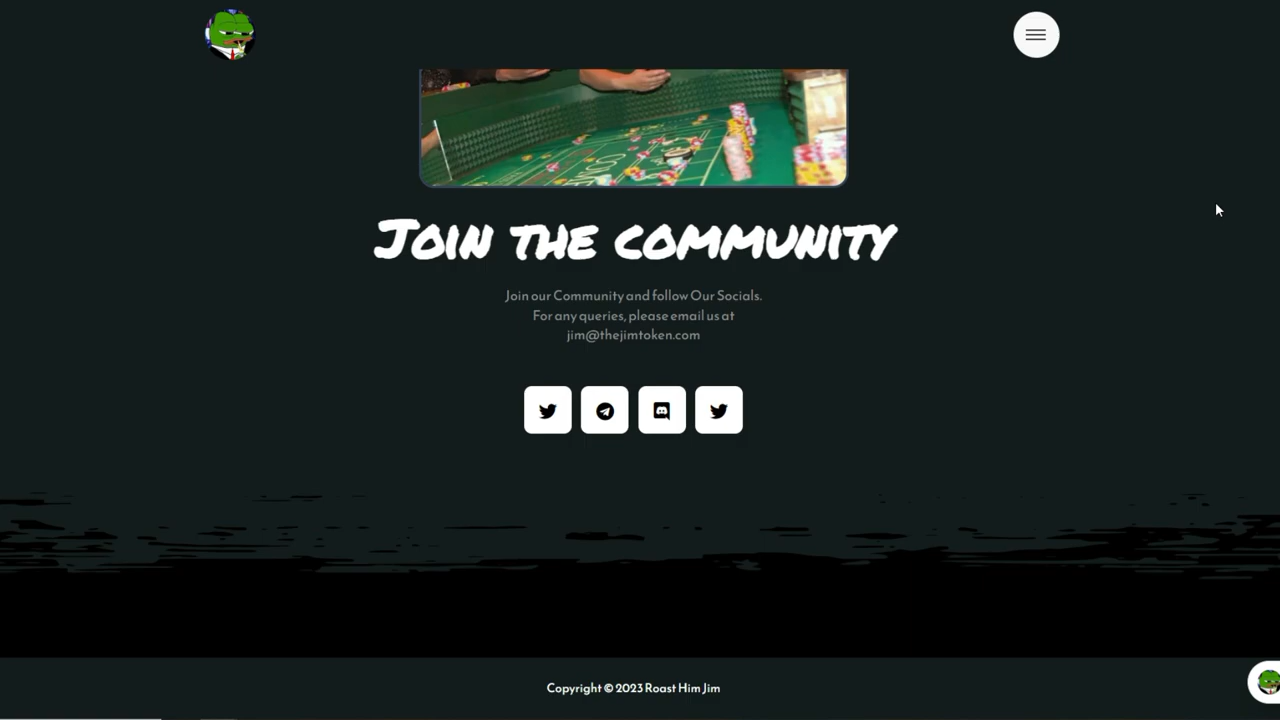 COME
Join the community
Join our Community and follow Our Socials.
For any queries, please email us at
jim@thejimtoken.com
Copyright © 2023 Roast Him Jim